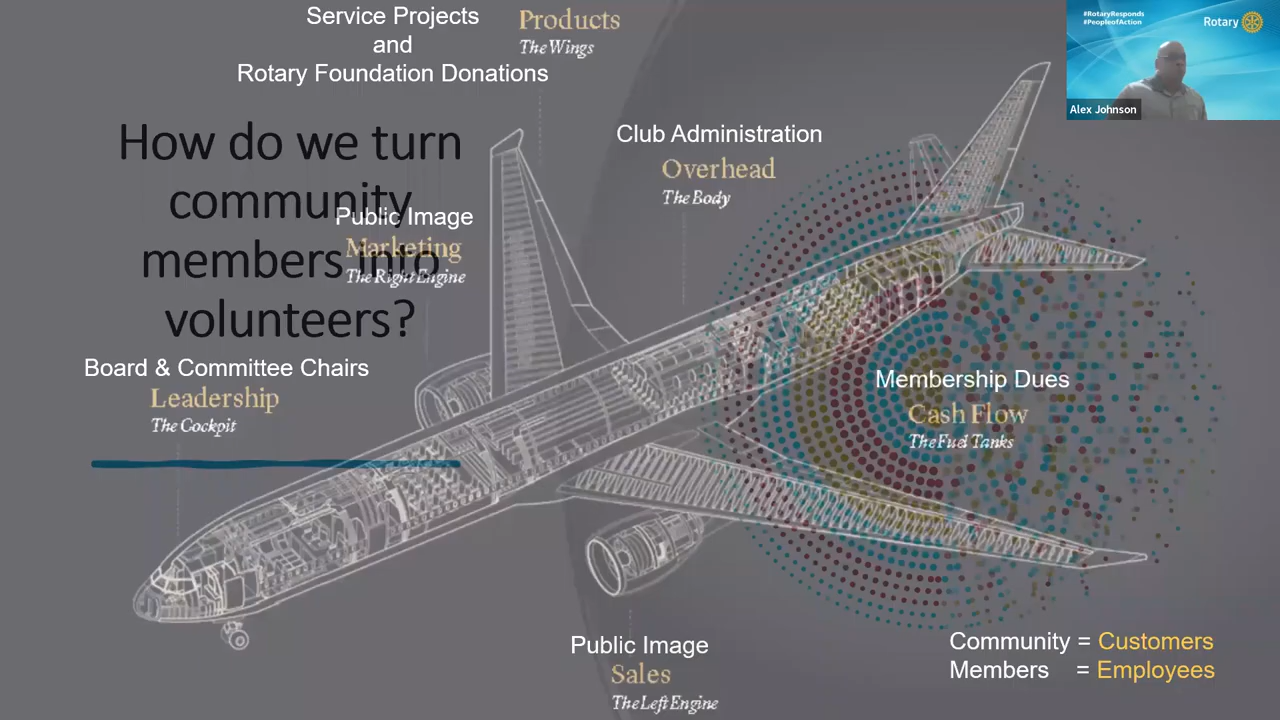 Service Projects
and
Rotary Foundation Donations
Products
The Wings
#RotaryResponds
#PeopleofAction
Rotary
Alex Johnson
How do we turn
community
members into
volunteers?
Club Administration
Overhead
The Body
Public Image
Marketing
The Right Engine
Board & Committee Chairs
Leadership
The Cockpit
Membership Dues
Cash Flow
The Fuel Tanks
Public Image
Sales
The Left Engine
Community = Customers
Members = Employees